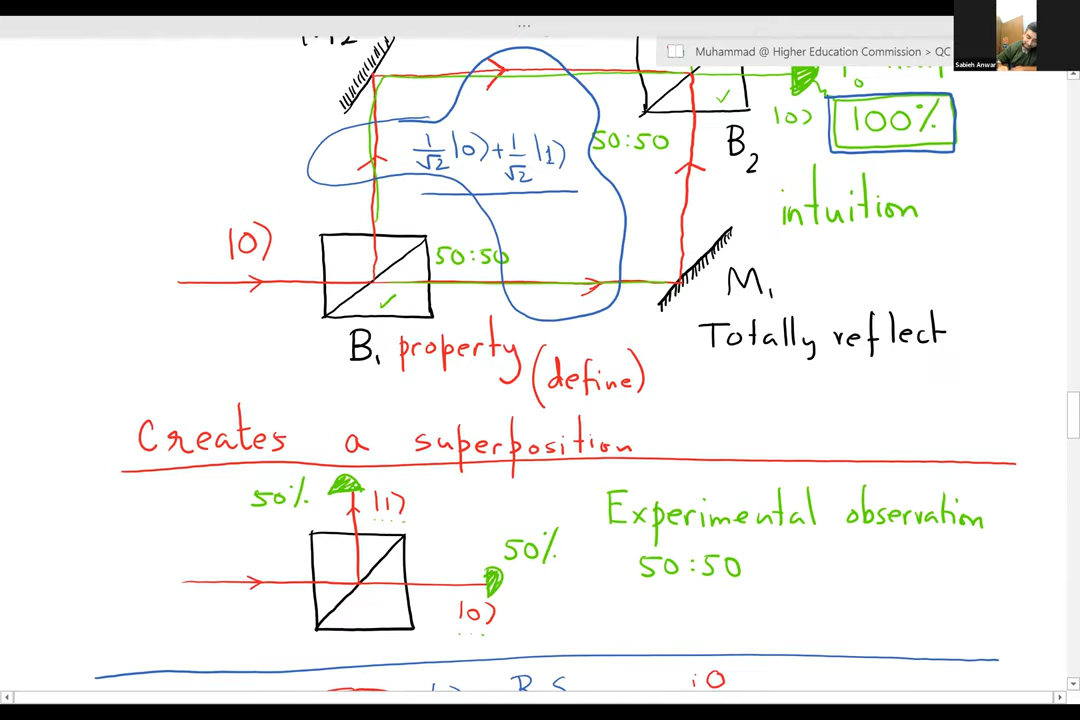 Muhammad @ Higher Education Commission > QC
Sabieh Anwar
|0⟩
100%
1/√2 |0⟩ + 1/√2 |1⟩
50:50
B2
intuition
|0⟩
50:50
M1
Totally reflect
B1 property (define)
Creates a superposition
50% |1⟩
Experimental observation
50%
50:50
|0⟩